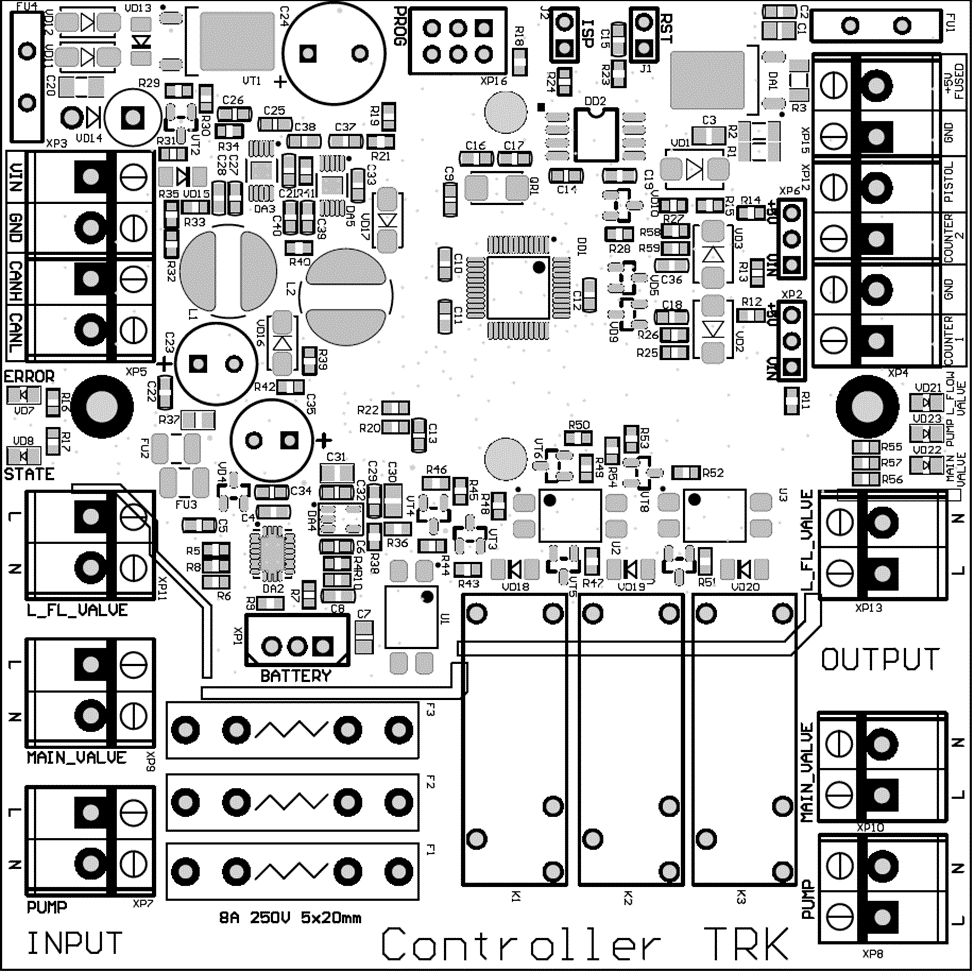 FU4
VD12
VD13
VD11
C20
VT1
C24
PROG
XP16
R18
J2
ISP
C15
RST
J1
C2
C1
FU1
R29
R30
C26
C25
R19
R24
R23
DA1
R3
+5V FUSED
XP3
VD14
R31
VT2
R34
C38
C37
R21
DD2
C3
R2
R1
XP15
GND
VIN
R35
VD15
C28
C27
DA3
DA5
C33
C16
C17
QR1
C14
C19
VD1
XP12
PISTOL
GND
R33
C40
C39
VD17
C9
VD10
R27
R15
R14
XP6
+5V
COUNTER 2
R32
R40
R28
R58
R59
VD3
VIN
CANH
L1
L2
C10
DD1
C12
VD5
C36
R13
GND
CANL
C11
VD9
C18
R26
R25
VD2
R12
XP2
+5V
VIN
COUNTER 1
C23
VD16
R39
XP5
XP4
ERROR
VD7
R16
C22
R42
R11
VD21
L_FLOW VALVE
R37
C35
R22
R20
C13
VD8
R17
STATE
FU2
R50
R53
VT6
R49
R54
VT8
R52
R55
R57
R56
VD23
VD22
PUMP
MAIN VALVE
FU3
VD4
C34
C31
C32
C29
C30
R46
R45
R48
VT4
L
C5
C4
DA4
R36
VT3
U2
U3
L_FL_VALVE
N
R5
R8
R6
C6
R38
R44
R43
VD18
VT5
R47
VD19
R51
VD20
N
XP11
DA2
R9
R7
C8
L
L_FL_VALVE
XP1
C7
U1
XP13
BATTERY
OUTPUT
L
N
MAIN_VALVE
XP9
F3
MAIN_VALVE
N
L
XP10
F2
L
N
PUMP
XP7
F1
PUMP
N
L
XP8
K1
K2
K3
8A 250V 5x20mm
INPUT
Controller TRK